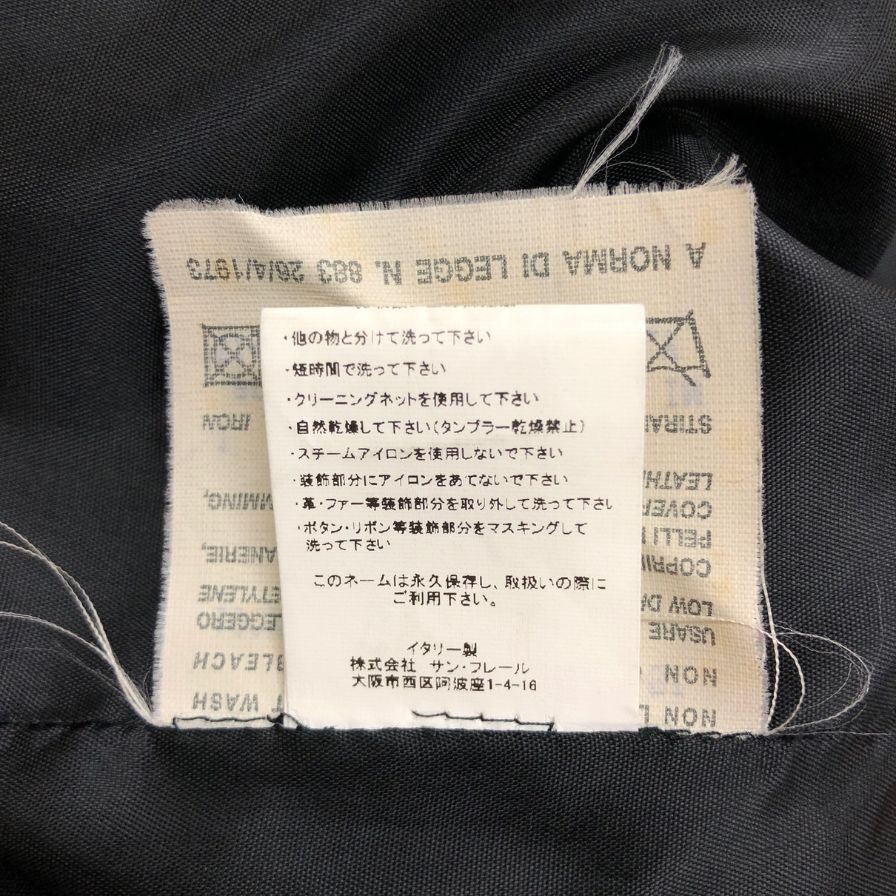 ・他の物と分けて洗って下さい
・短時間で洗って下さい
・クリーニングネットを使用して下さい
・自然乾燥して下さい(タンブラー乾燥禁止)
・スチームアイロンを使用しないで下さい
・装飾部分にアイロンをあてないで下さい
・革・ファー等装飾部分を取り外して洗って下さい
・ボタン・リボン等装飾部分をマスキングして
洗って下さい
このネームは永久保存し、取扱いの際に
ご利用下さい。
イタリー製
株式会社 サン・フレール
大阪市西区阿波座1-4-16
NON WASH
NON BLEACH
USARE LEGGERO
LOW
COPRI
PELLI
COVER
LEATH
STIRA IRON
A NORMA DI LEGGE N. 883 26/4/1973